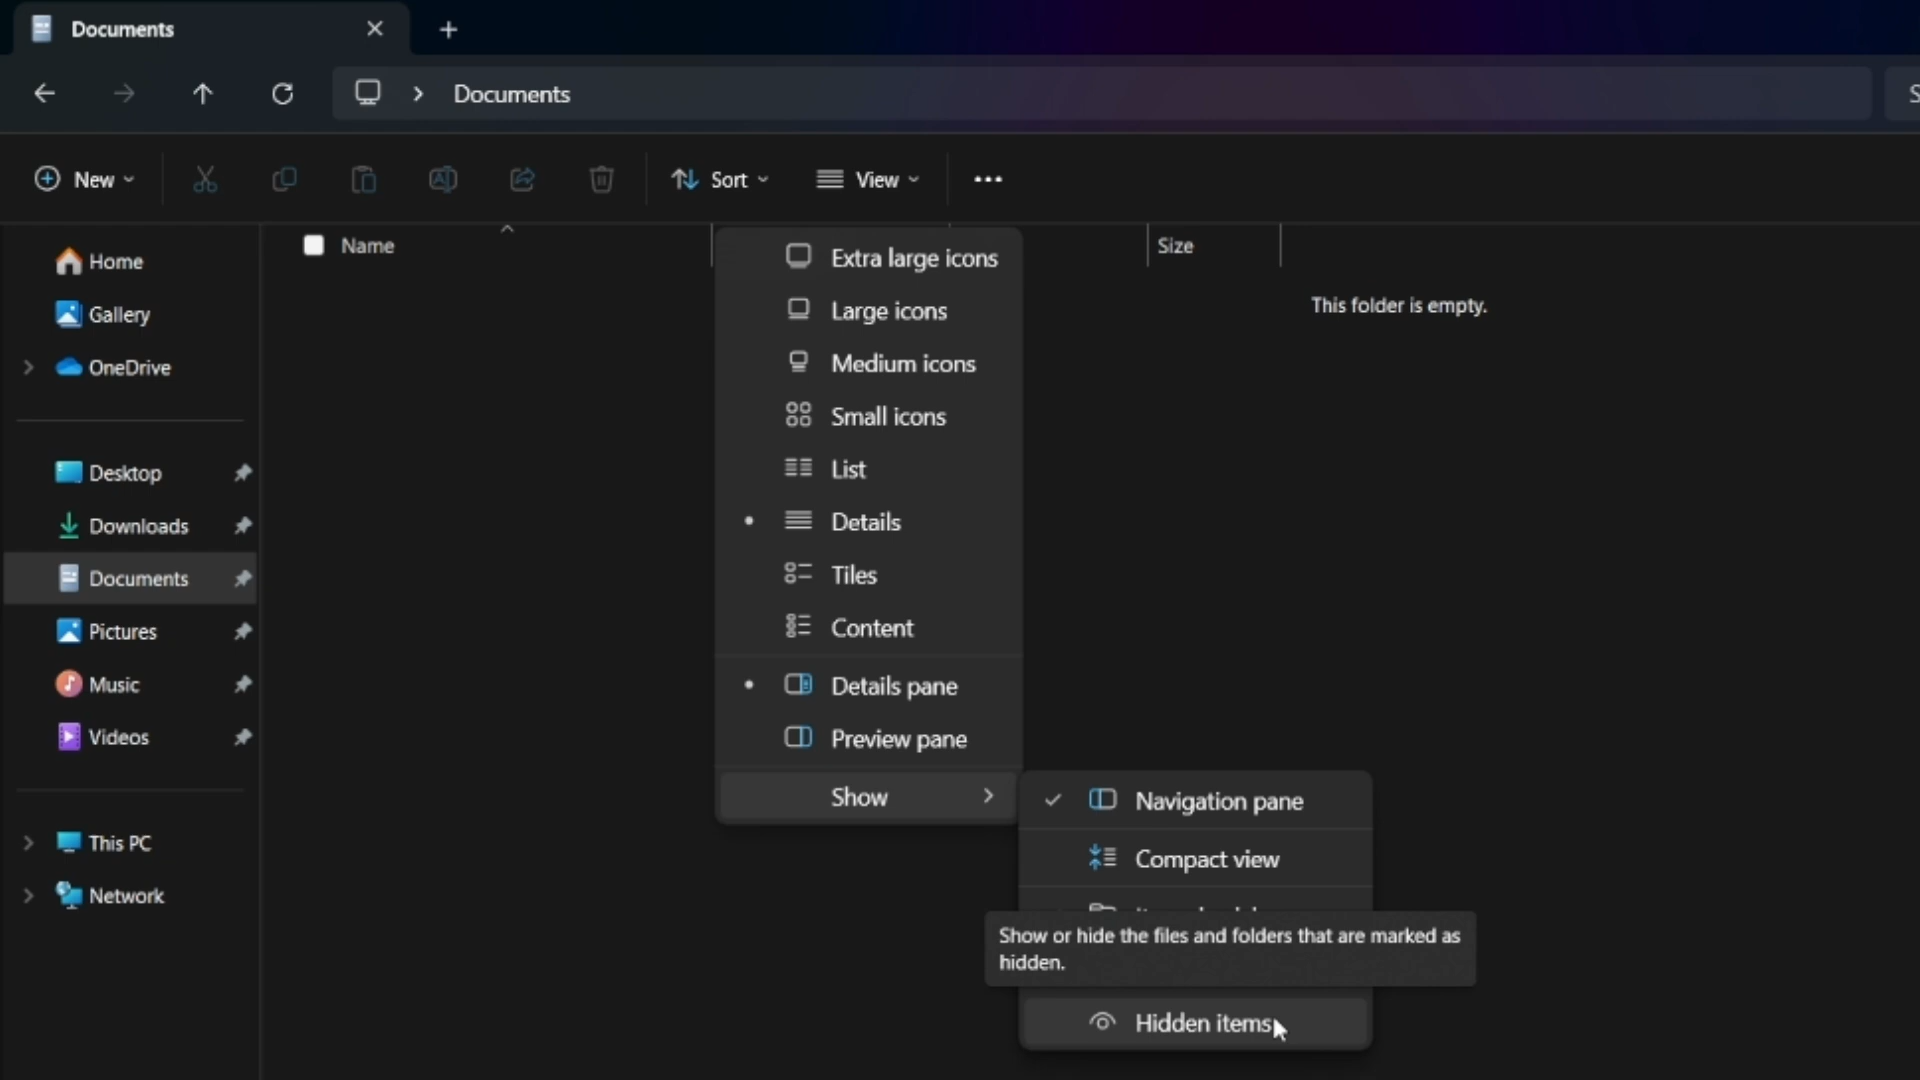 Documents
Documents
New
Sort
View
Name
Size
Home
Gallery
OneDrive
Desktop
Downloads
Documents
Pictures
Music
Videos
This PC
Network
Extra large icons
Large icons
Medium icons
Small icons
List
Details
Tiles
Content
Details pane
Preview pane
Show
This folder is empty.
Navigation pane
Compact view
Show or hide the files and folders that are marked as
hidden.
Hidden items